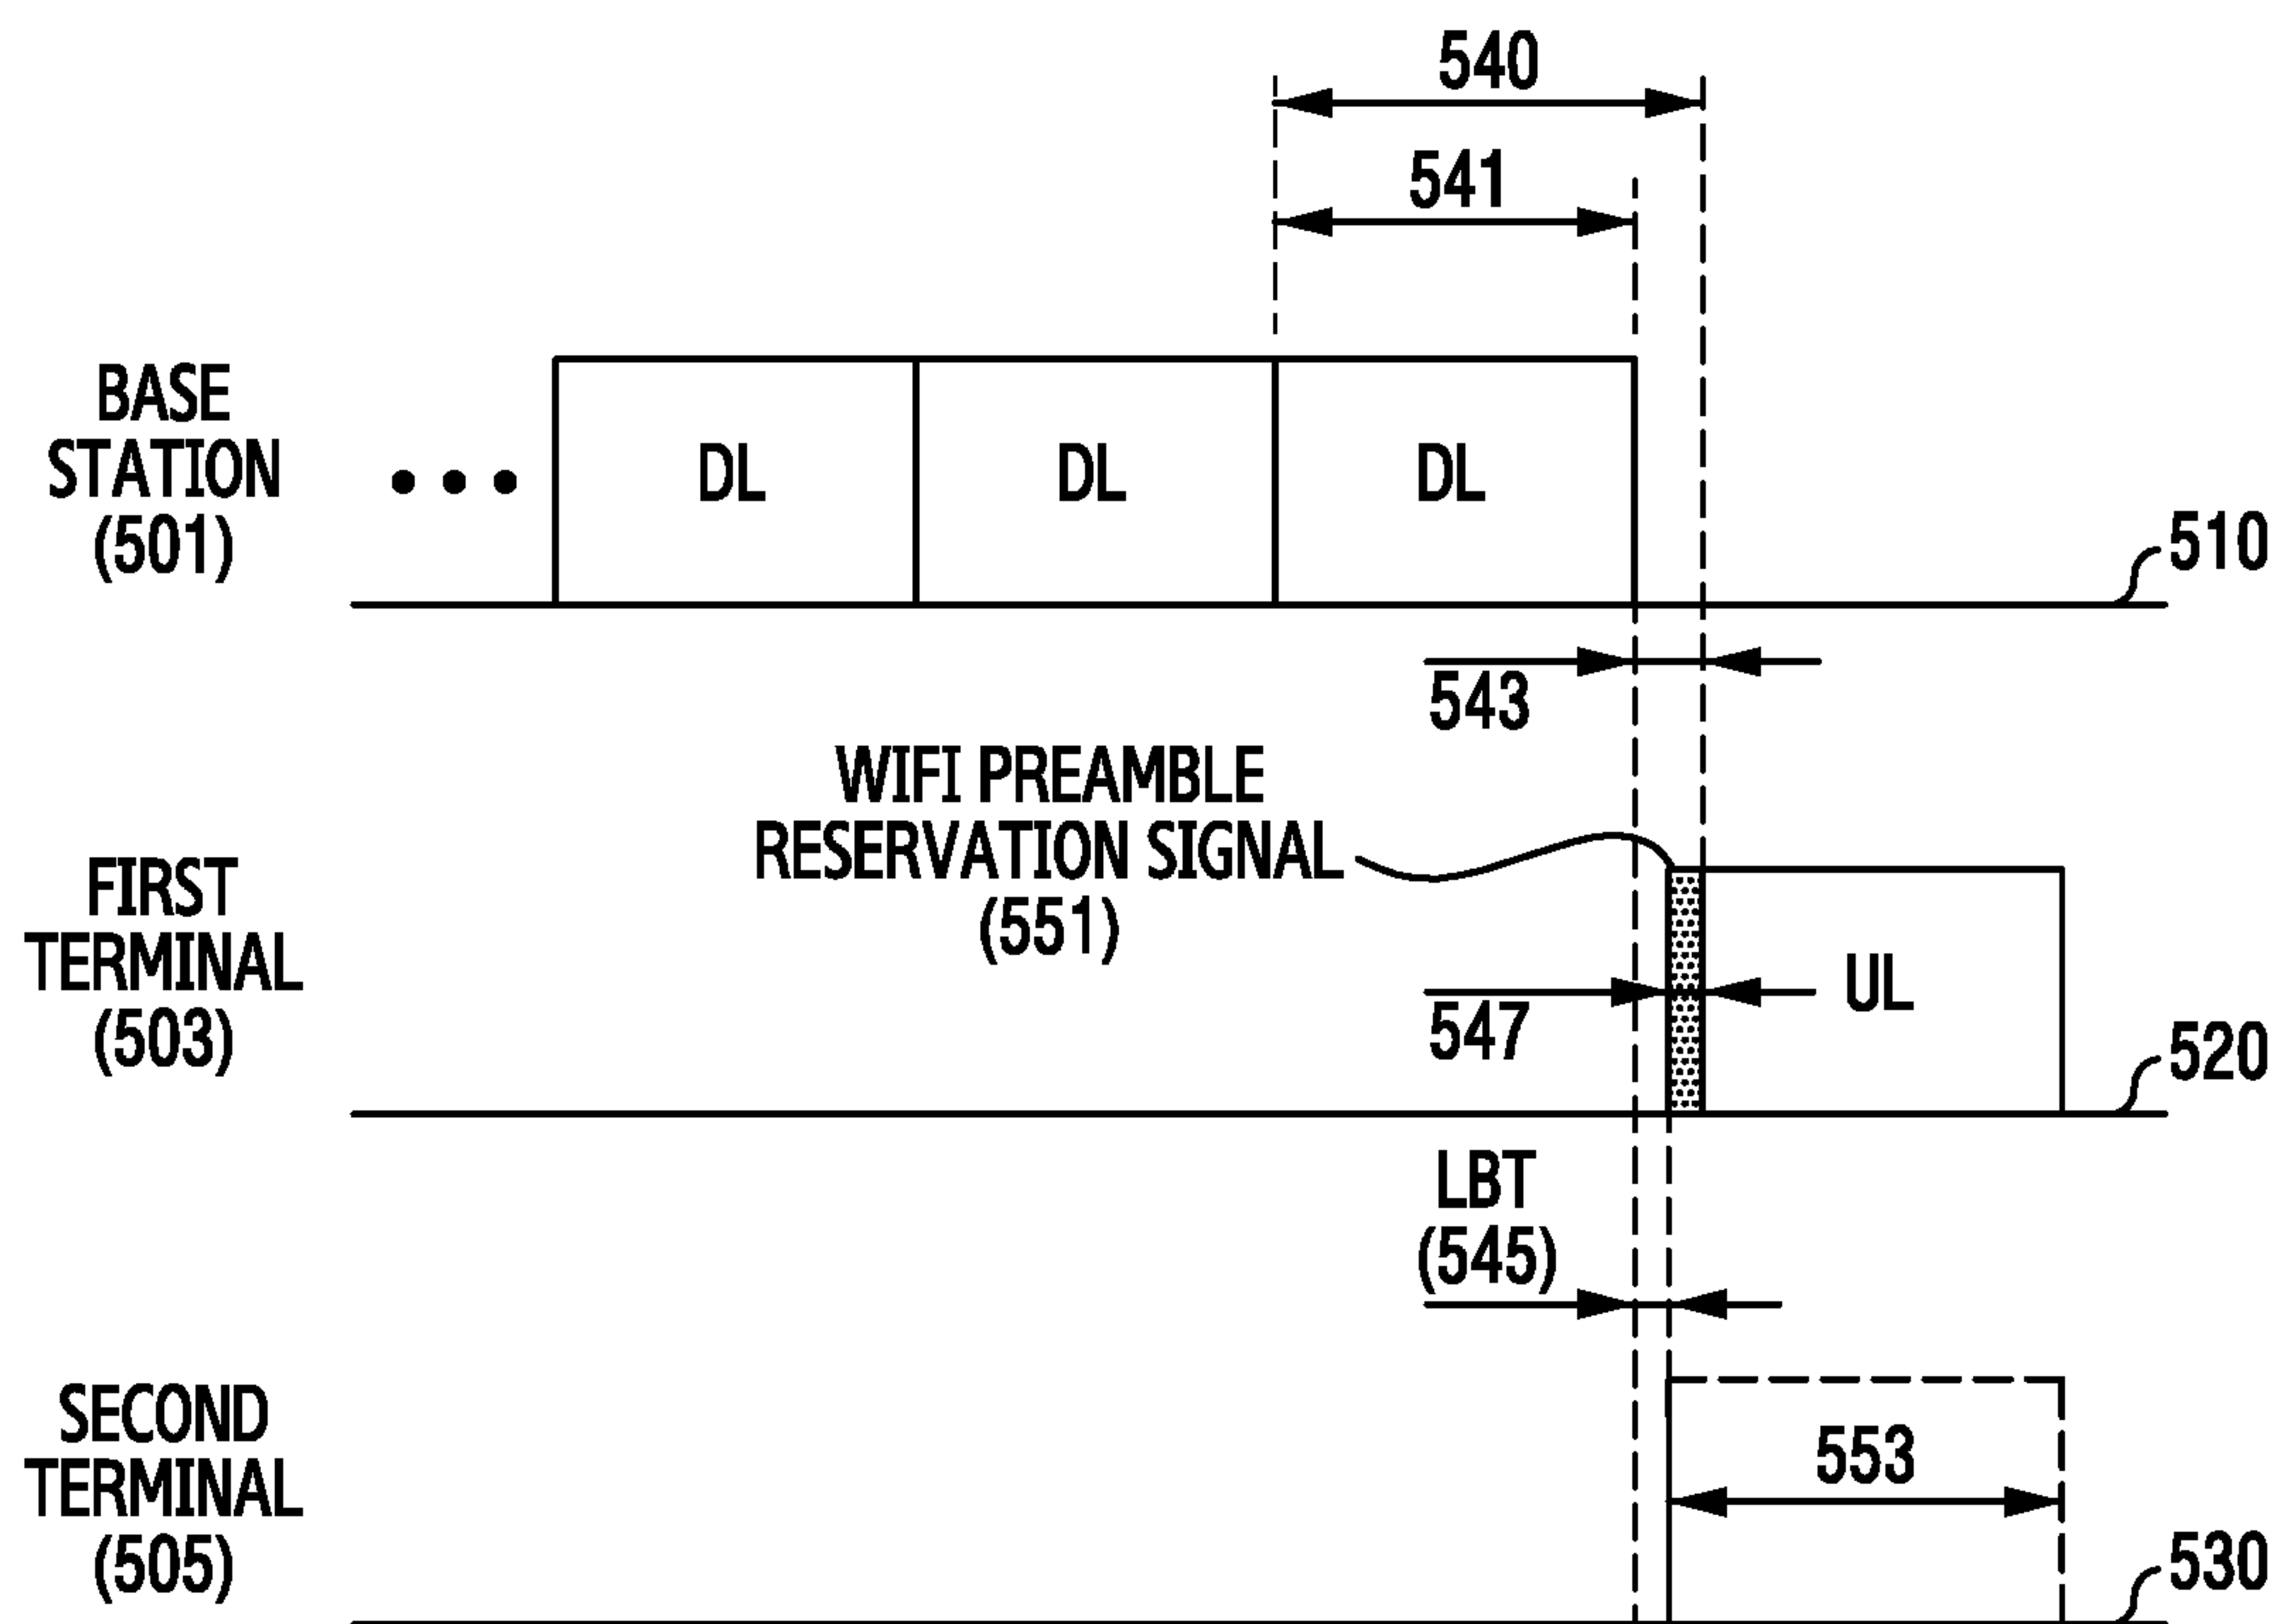 540
541
BASE
STATION
(501)
DL
DL
DL
510
543
WIFI PREAMBLE
RESERVATION SIGNAL
(551)
FIRST
TERMINAL
(503)
547
UL
520
LBT
(545)
SECOND
TERMINAL
(505)
553
530